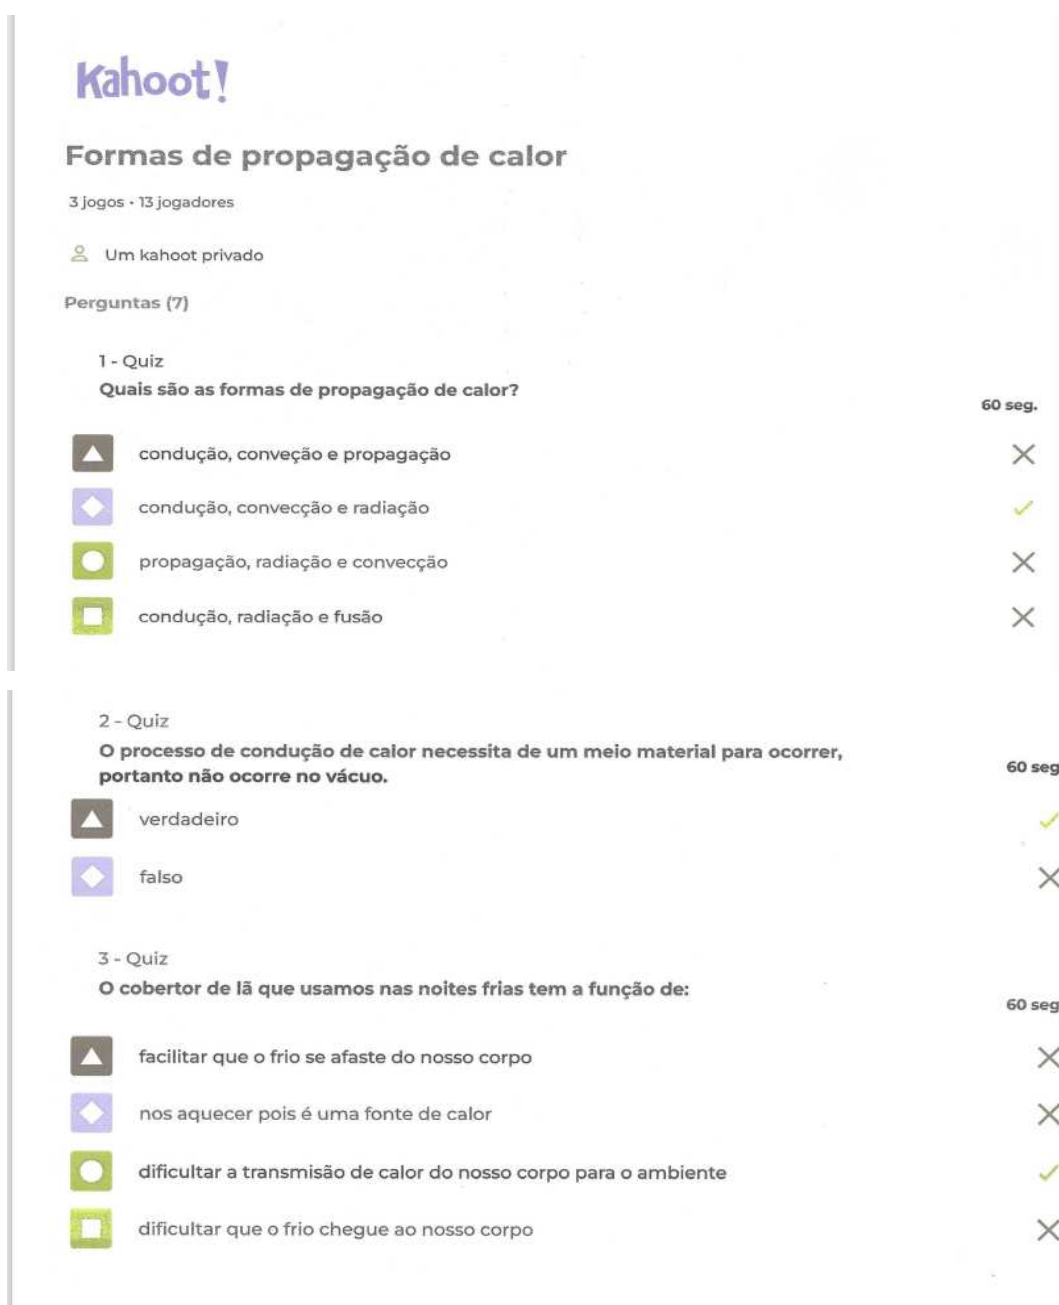 Kahoot!
Formas de propagação de calor
3 jogos · 13 jogadores
Um kahoot privado
Perguntas (7)
1 - Quiz
Quais são as formas de propagação de calor?
60 seg.
condução, conveção e propagação
condução, convecção e radiação
propagação, radiação e convecção
condução, radiação e fusão
2 - Quiz
O processo de condução de calor necessita de um meio material para ocorrer,
portanto não ocorre no vácuo.
60 seg
verdadeiro
falso
3 - Quiz
O cobertor de lã que usamos nas noites frias tem a função de:
60 seg
facilitar que o frio se afaste do nosso corpo
nos aquecer pois é uma fonte de calor
dificultar a transmisão de calor do nosso corpo para o ambiente
dificultar que o frio chegue ao nosso corpo